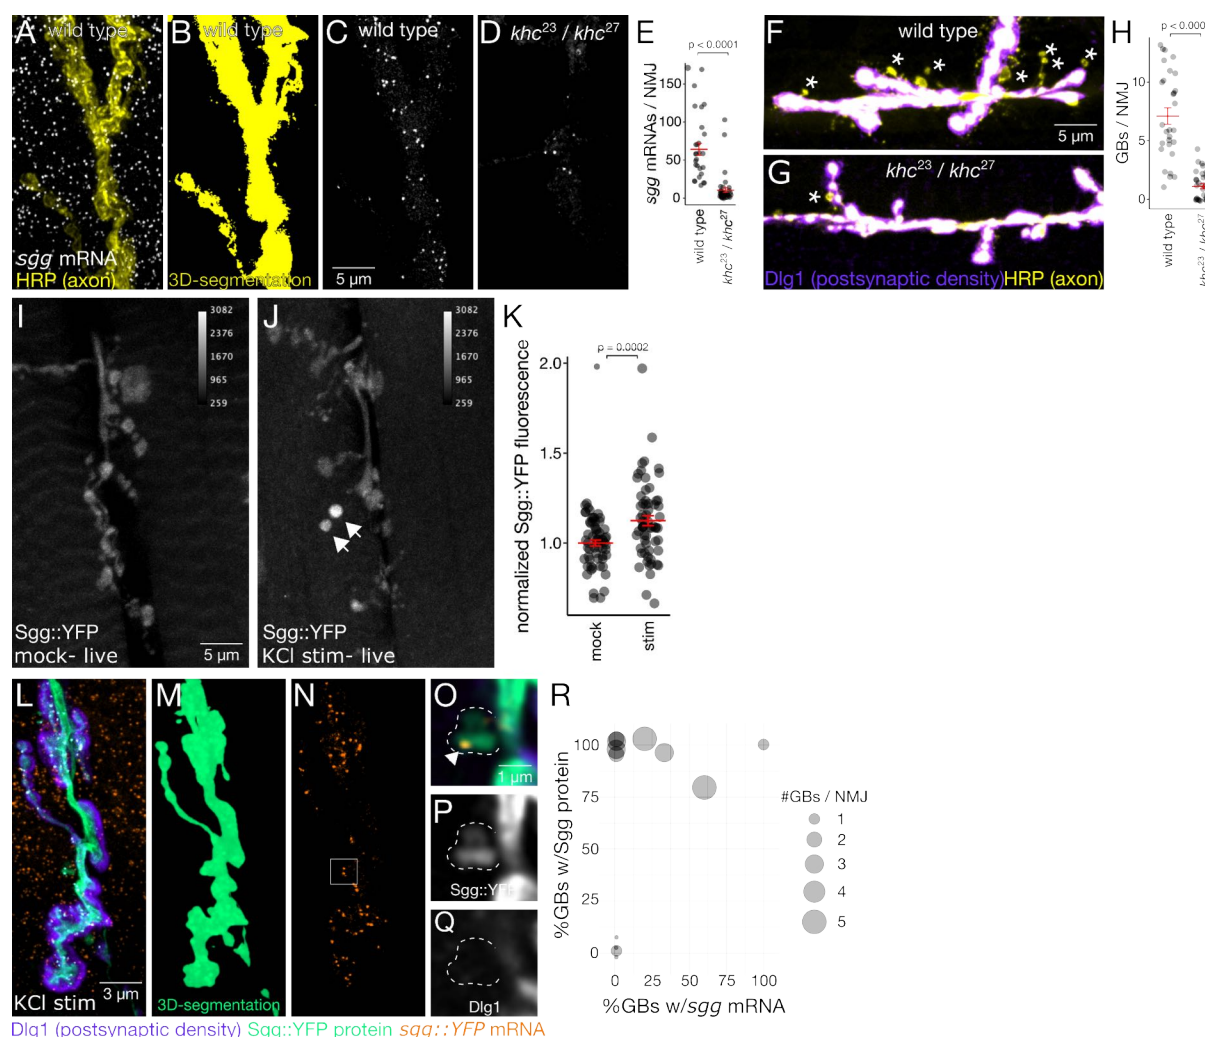 A wild type
sgg mRNA
HRP (axon)
B wild type
3D-segmentation
C wild type
5 µm
D khc23 / khc27
E
p < 0.0001
sgg mRNAs / NMJ
150
100
50
0
wild type
khc23 / khc27
F wild type
* * * * * * *
5 µm
G khc23 / khc27
*
Dlg1 (postsynaptic density) HRP (axon)
H
p < 0.000
GBs / NMJ
10
5
0
wild type
I
3082
2376
1670
965
259
Sgg::YFP
mock- live
5 µm
J
3082
2376
1670
965
259
Sgg::YFP
KCl stim- live
K
p = 0.0002
normalized Sgg::YFP fluorescence
2.0
1.5
1.0
mock
stim
L
KCl stim
3 µm
M
3D-segmentation
N
O
1 µm
P
Sgg::YFP
Q
Dlg1
Dlg1 (postsynaptic density) Sgg::YFP protein sgg::YFP mRNA
R
%GBs w/Sgg protein
100
75
50
25
0
0 25 50 75 100
%GBs w/sgg mRNA
#GBs / NMJ
1
2
3
4
5